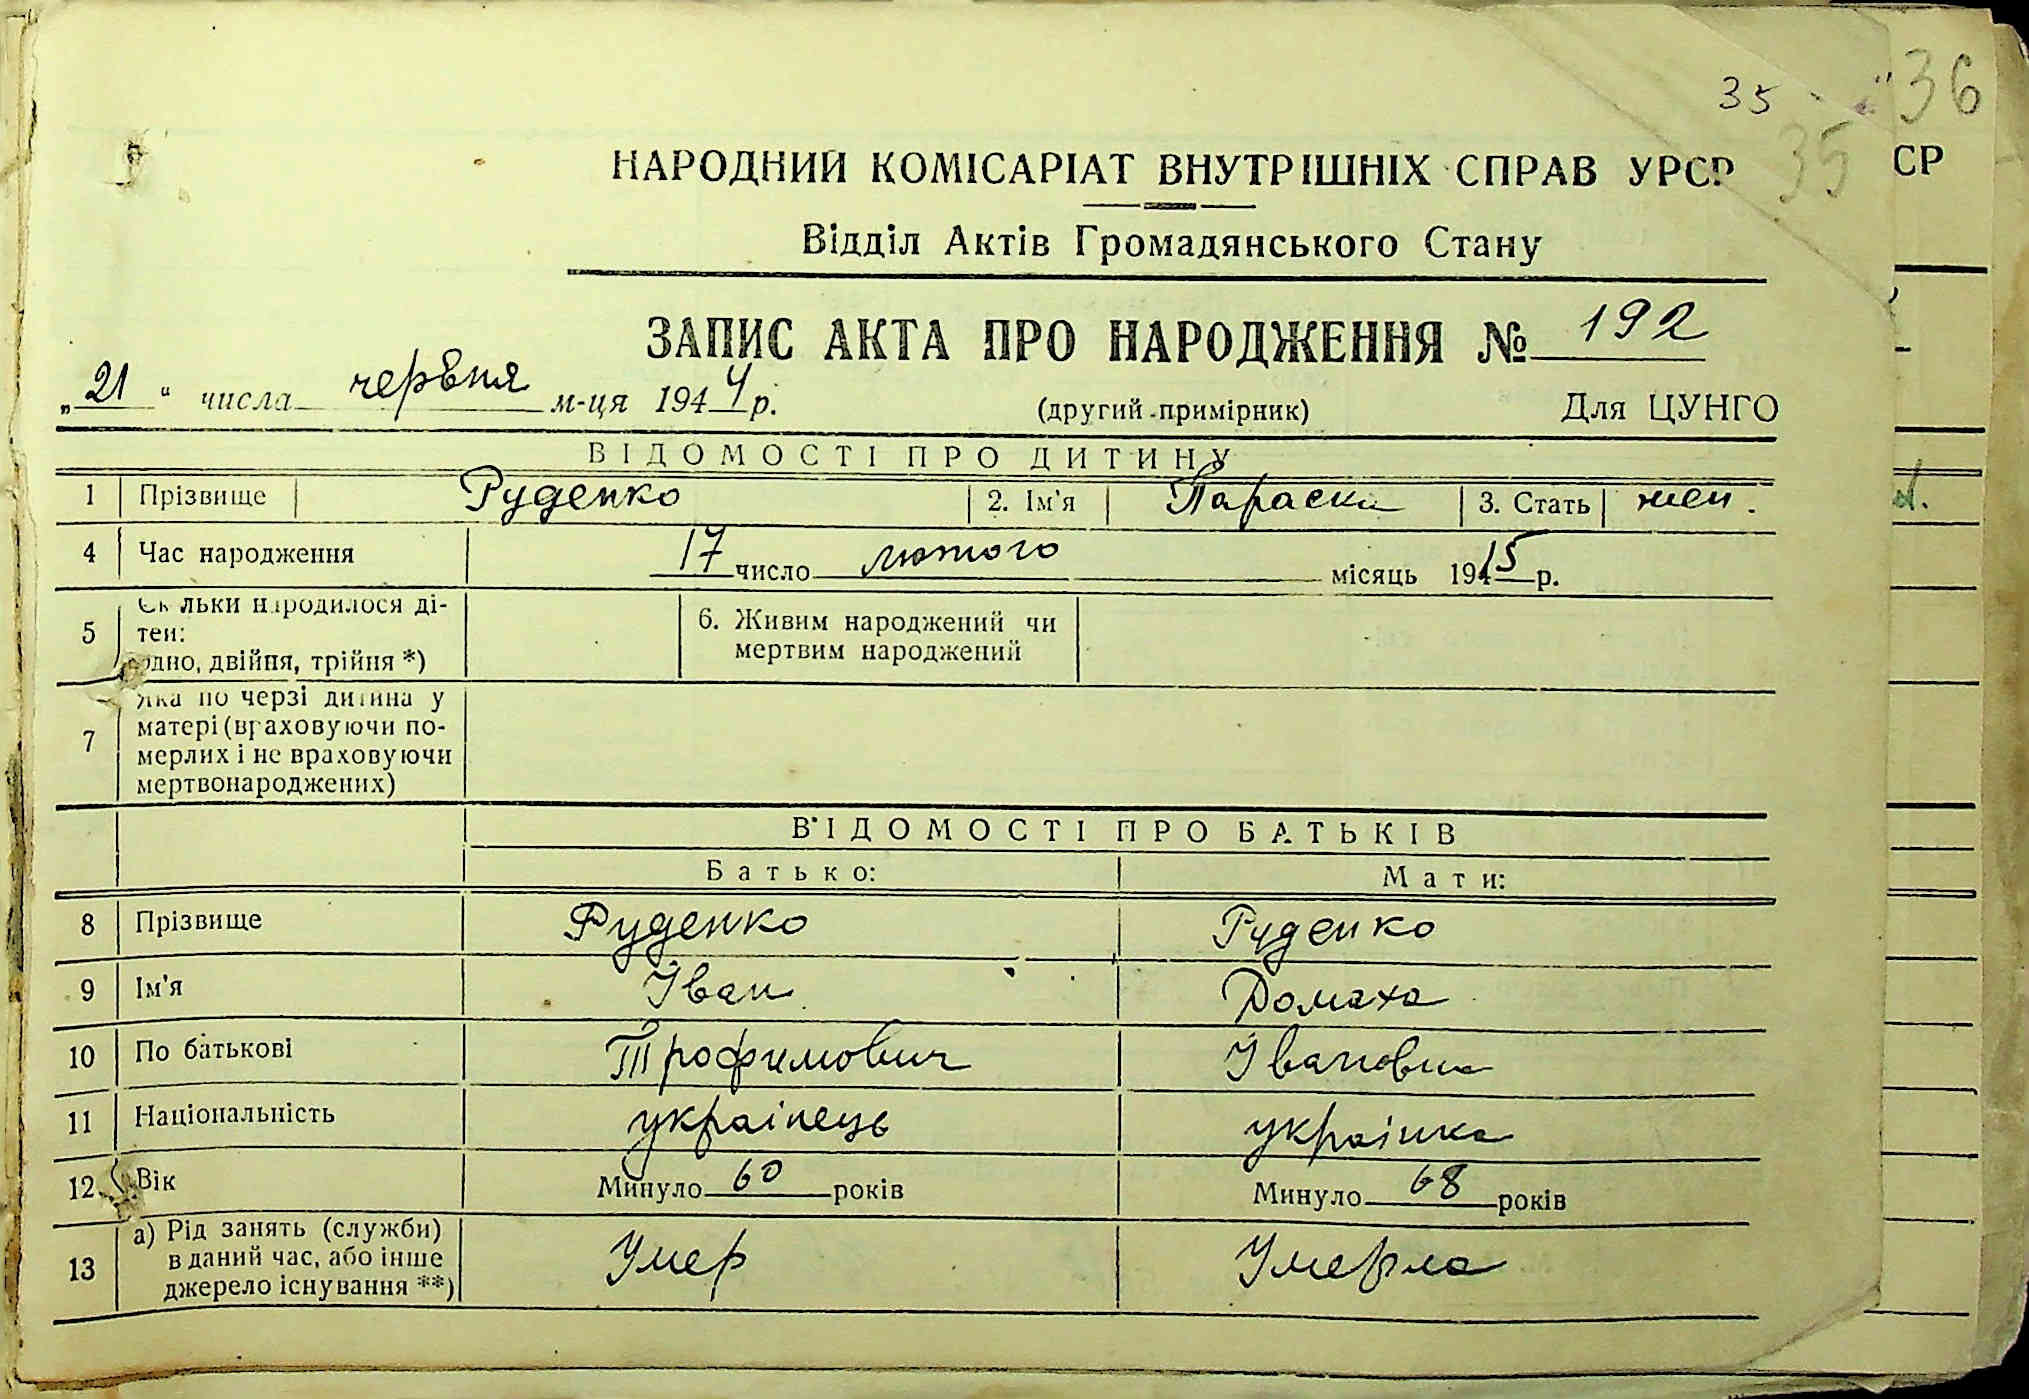 35
36
35
НАРОДНИЙ КОМІСАРІАТ ВНУТРІШНІХ СПРАВ УРСР
СР
Відділ Актів Громадянського Стану
ЗАПИС АКТА ПРО НАРОДЖЕННЯ № 192
„21“ числа червня м-ця 1944 р. (другий примірник) Для ЦУНГО
ВІДОМОСТІ ПРО ДИТИНУ
1 Прізвище Руденко 2. Ім'я Параска 3. Стать жен.
4 Час народження 17 число лютого місяць 1915 р.
5 Скільки народилося ді-
теи:
одно, двійня, трійня *)
6. Живим народжений чи
мертвим народжений
7 Яка по черзі дитина у
матері (враховуючи по-
мерлих і не враховуючи
мертвонароджених)
ВІДОМОСТІ ПРО БАТЬКІВ
Батько: Мати:
8 Прізвище Руденко Руденко
9 Ім'я Іван Домаха
10 По батькові Трофимович Івановна
11 Національність українець українка
12 Вік Минуло 60 років Минуло 68 років
13 а) Рід занять (служби)
в даний час, або інше
джерело існування **)
Умер Умерла